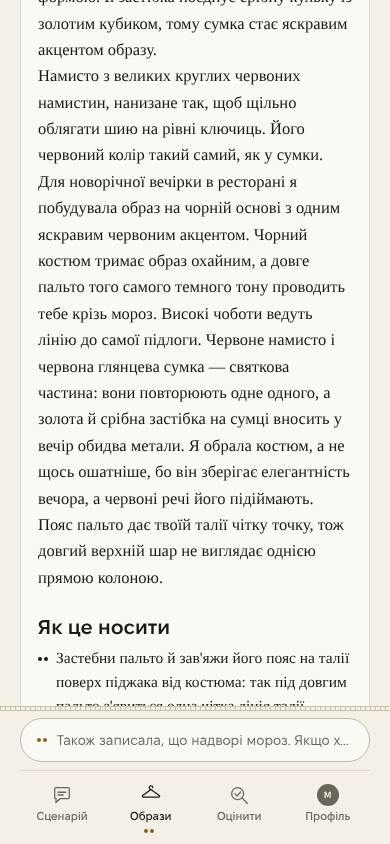 формою. Її застібка поєднує срібну кульку із
золотим кубиком, тому сумка стає яскравим
акцентом образу.
Намисто з великих круглих червоних
намистин, нанизане так, щоб щільно
облягати шию на рівні ключиць. Його
червоний колір такий самий, як у сумки.
Для новорічної вечірки в ресторані я
побудувала образ на чорній основі з одним
яскравим червоним акцентом. Чорний
костюм тримає образ охайним, а довге
пальто того самого темного тону проводить
тебе крізь мороз. Високі чоботи ведуть
лінію до самої підлоги. Червоне намисто і
червона глянцева сумка — святкова
частина: вони повторюють одне одного, а
золота й срібна застібка на сумці вносить у
вечір обидва метали. Я обрала костюм, а не
щось ошатніше, бо він зберігає елегантність
вечора, а червоні речі його підіймають.
Пояс пальто дає твоїй талії чітку точку, тож
довгий верхній шар не виглядає однією
прямою колоною.
Як це носити
Застебни пальто й зав'яжи його пояс на талії
поверх піджака від костюма: так під довгим
пальто з'явиться одна чітка лінія талії
Також записала, що надворі мороз. Якщо х...
Сценарій
Образи
Оцінити
М
Профіль